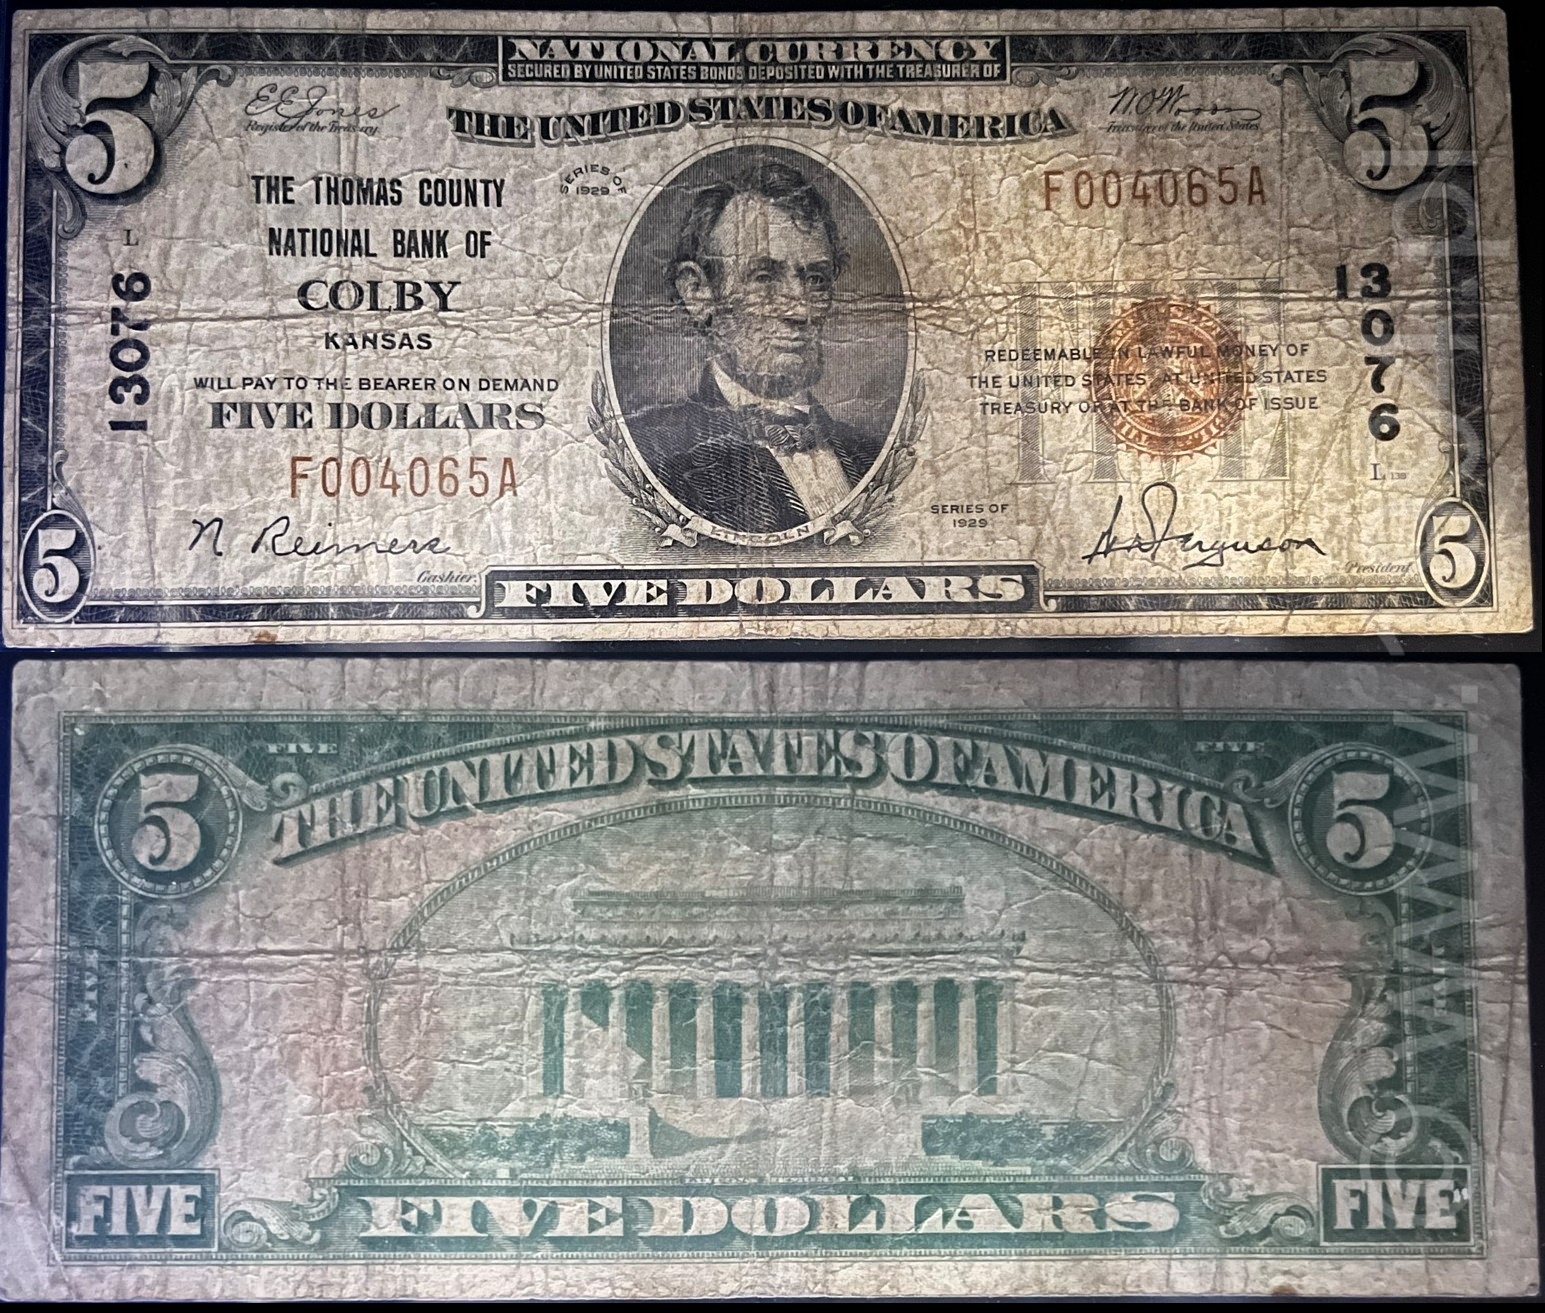 NATIONAL CURRENCY
SECURED BY UNITED STATES BONDS DEPOSITED WITH THE TREASURER OF
THE UNITED STATES OF AMERICA
5
5
E E Jones
Register of the Treasury
Treasurer of the United States
SERIES OF
1929
THE THOMAS COUNTY
NATIONAL BANK OF
COLBY
KANSAS
WILL PAY TO THE BEARER ON DEMAND
FIVE DOLLARS
F004065A
F004065A
L
13076
13076
L
REDEEMABLE IN LAWFUL MONEY OF
THE UNITED STATES AT UNITED STATES
TREASURY OR AT THE BANK OF ISSUE
SERIES OF
1929
N Reimers
Cashier
LINCOLN
Ferguson
President
5
FIVE DOLLARS
5
FIVE
FIVE
5
THE UNITED STATES OF AMERICA
5
FIVE
FIVE DOLLARS
FIVE